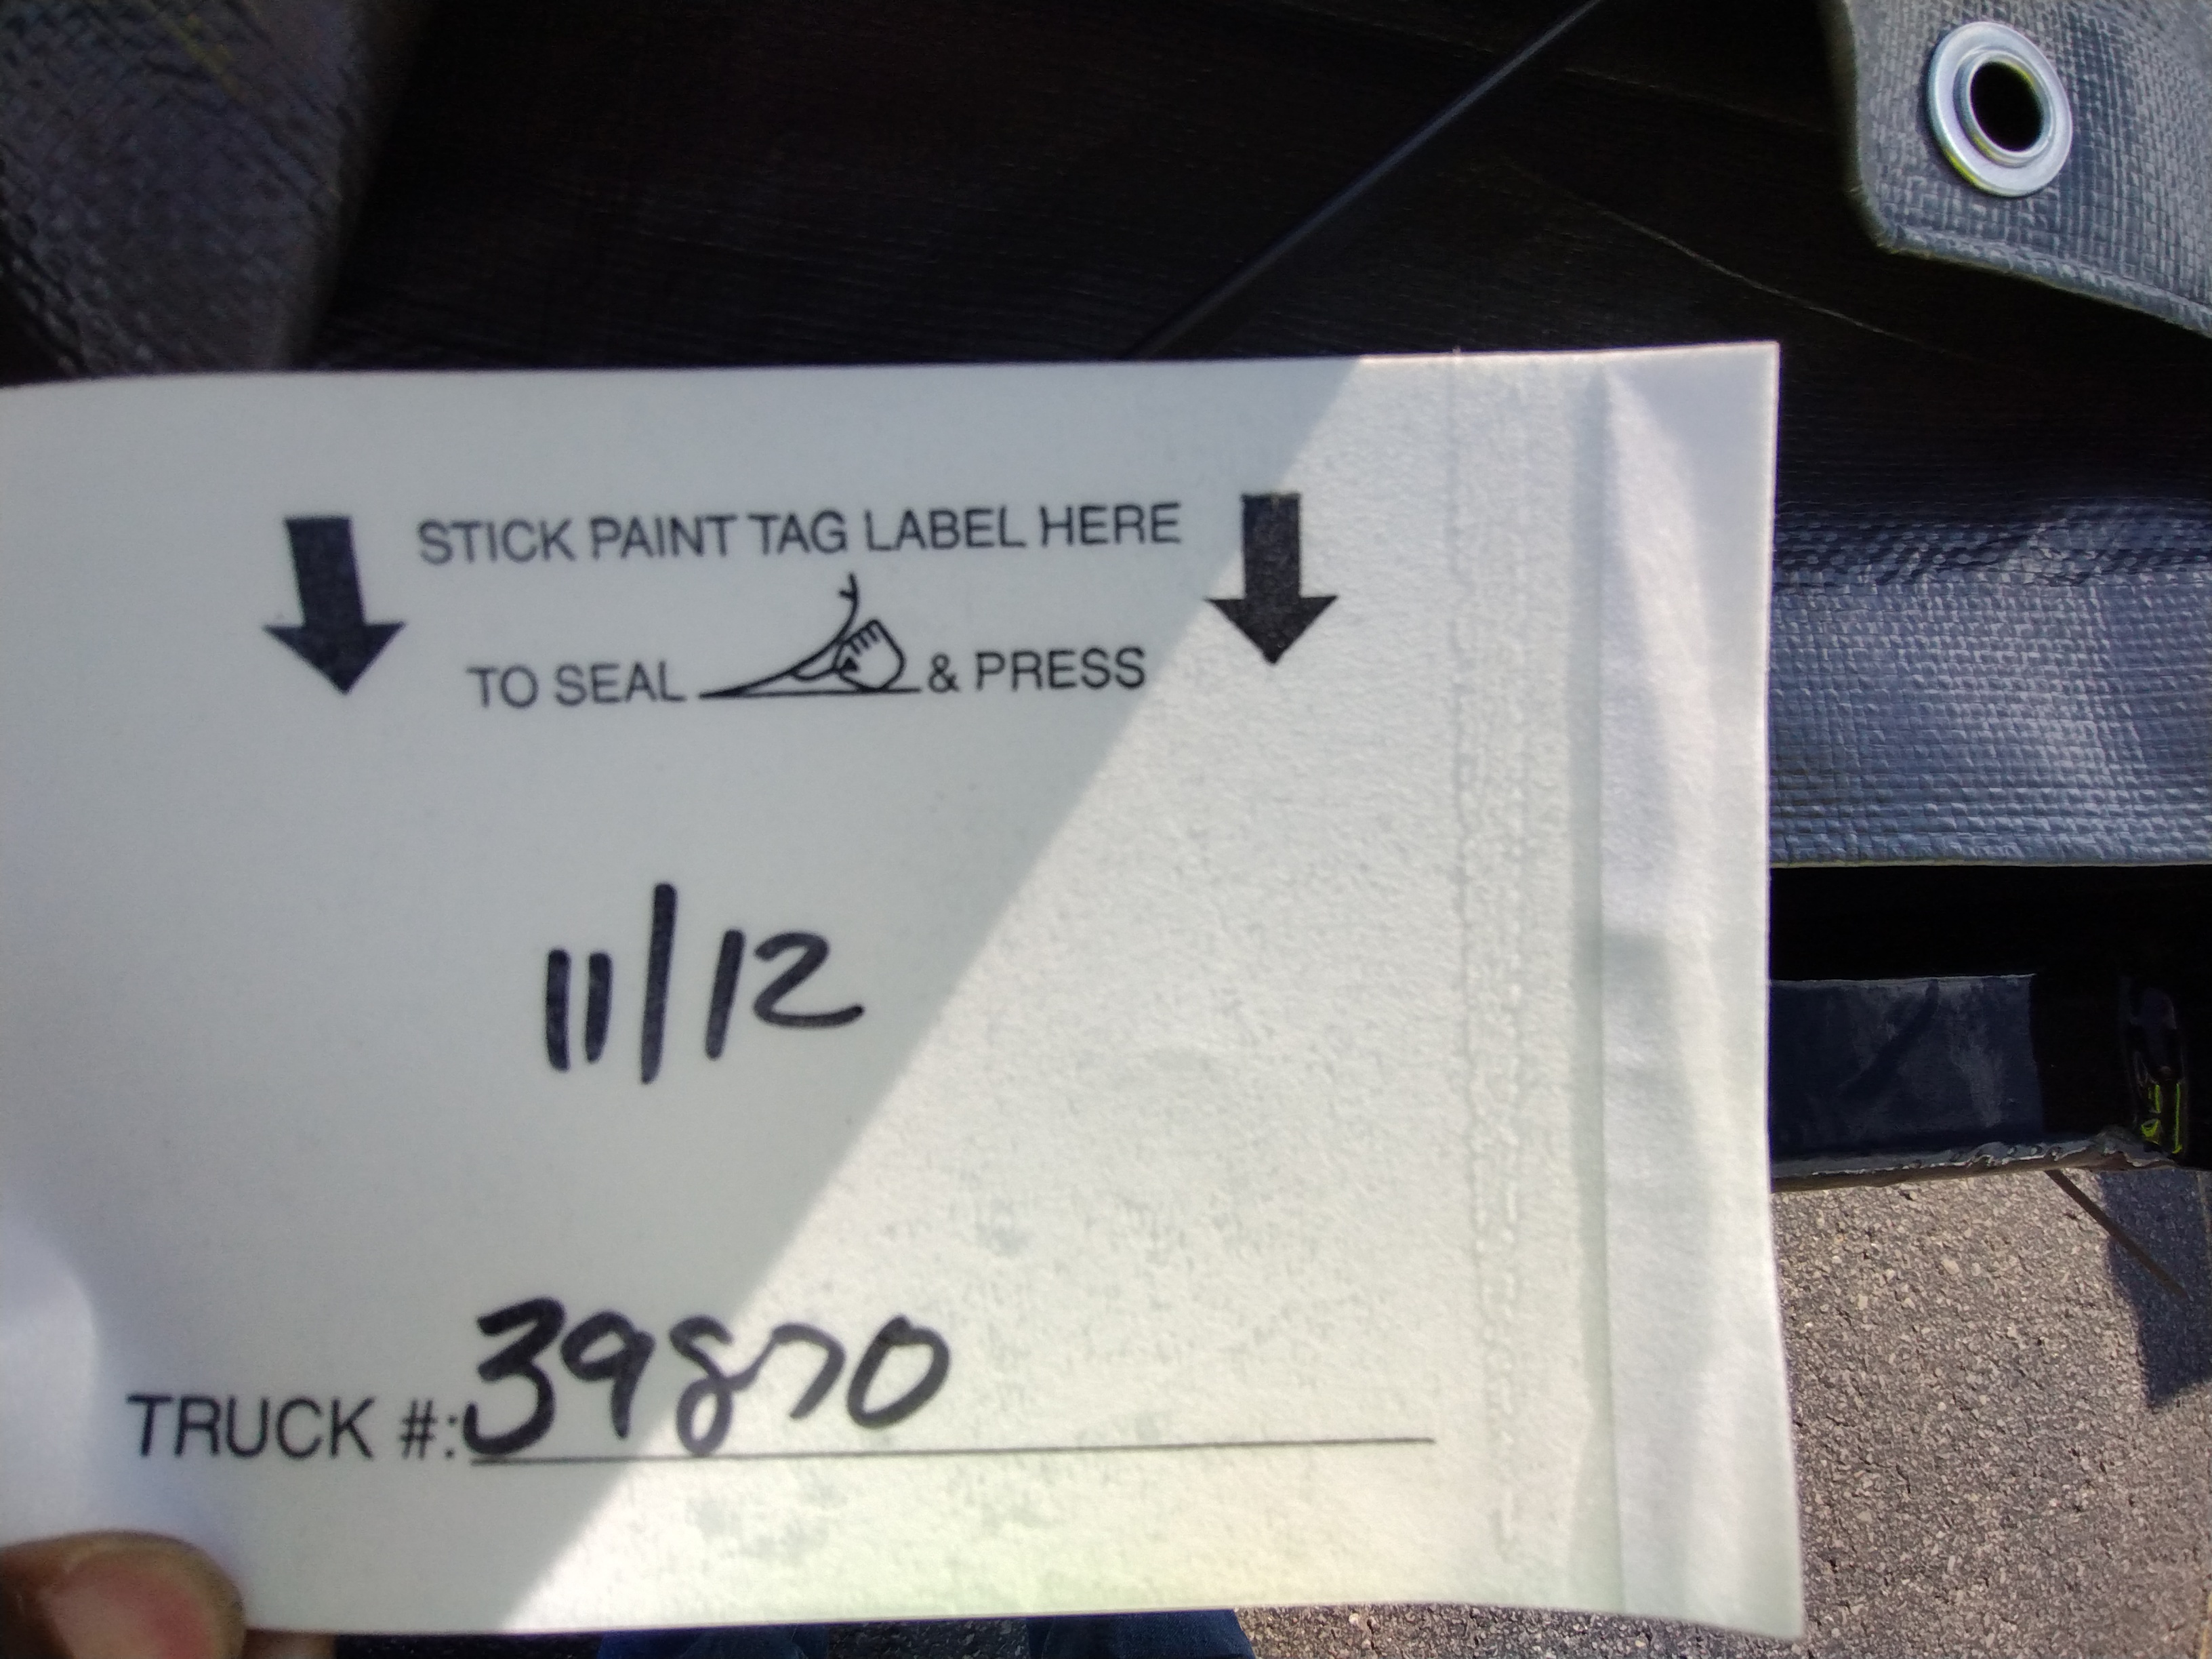 STICK PAINT TAG LABEL HERE
TO SEAL & PRESS
11/12
TRUCK #: 39870